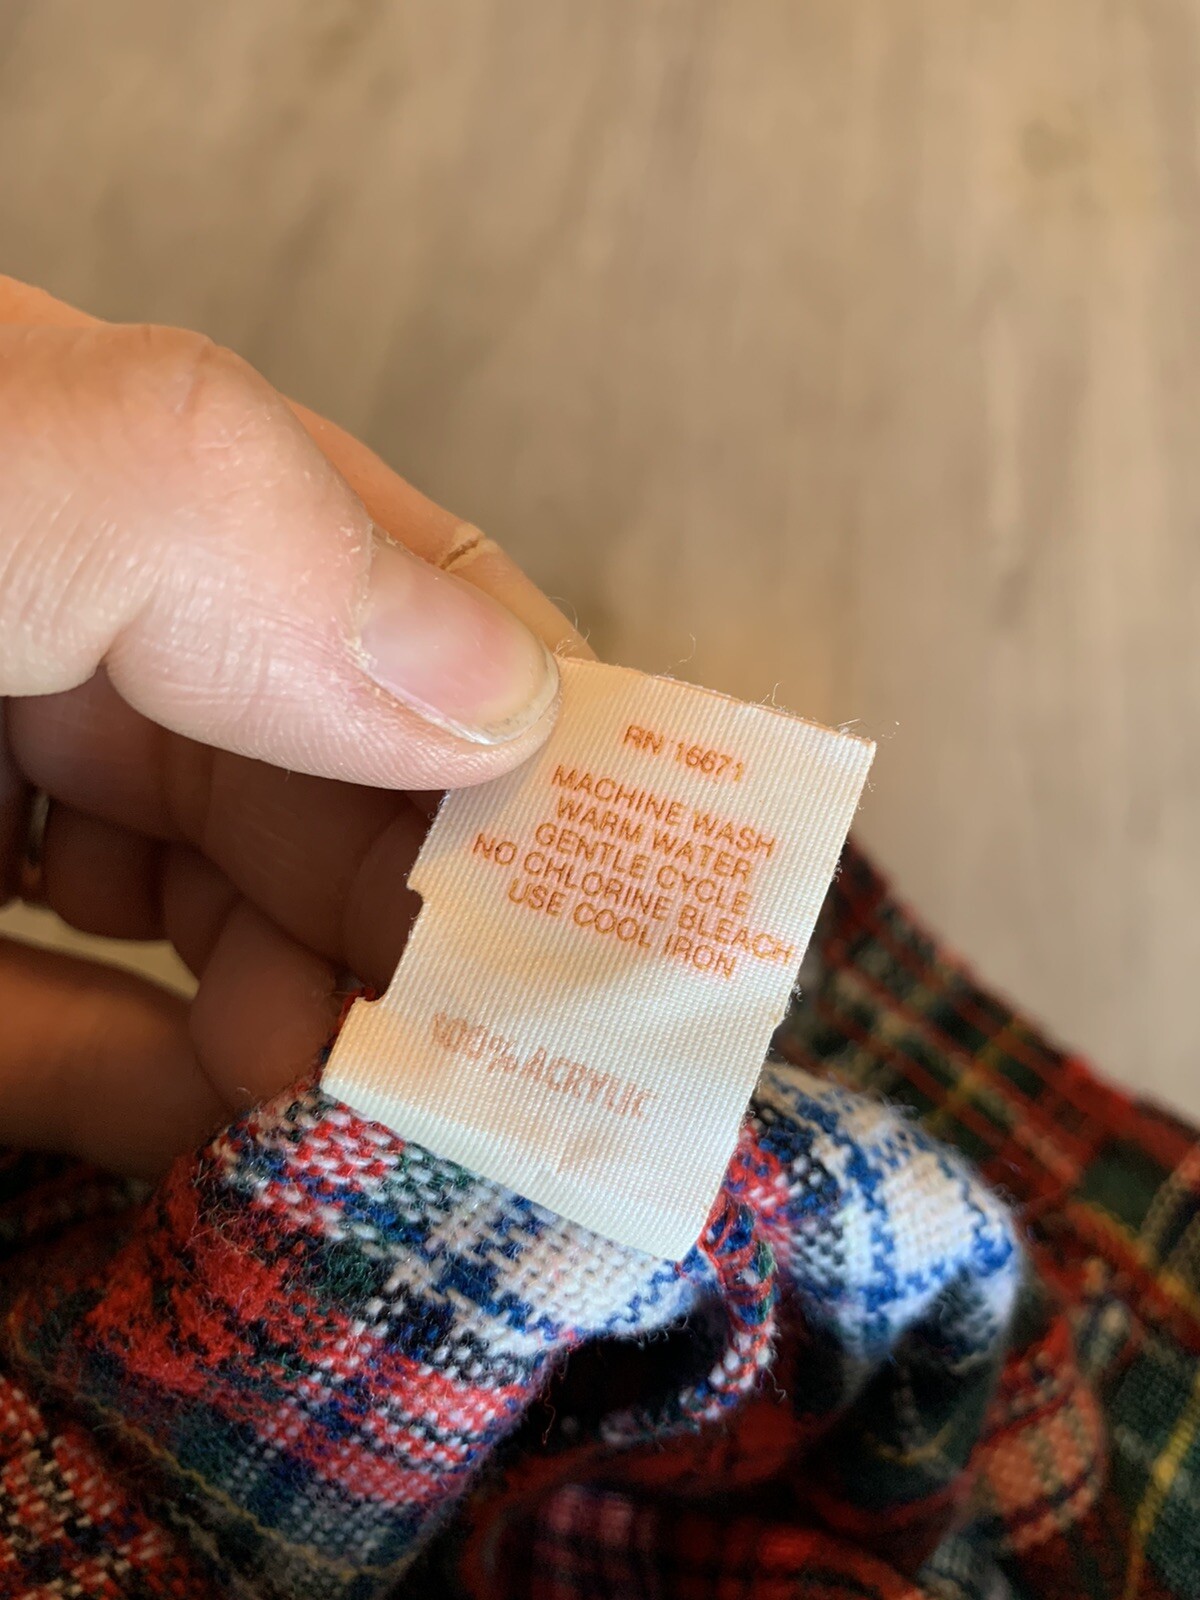 RN 16671
MACHINE WASH
WARM WATER
GENTLE CYCLE
NO CHLORINE BLEACH
USE COOL IRON
100% ACRYLIC